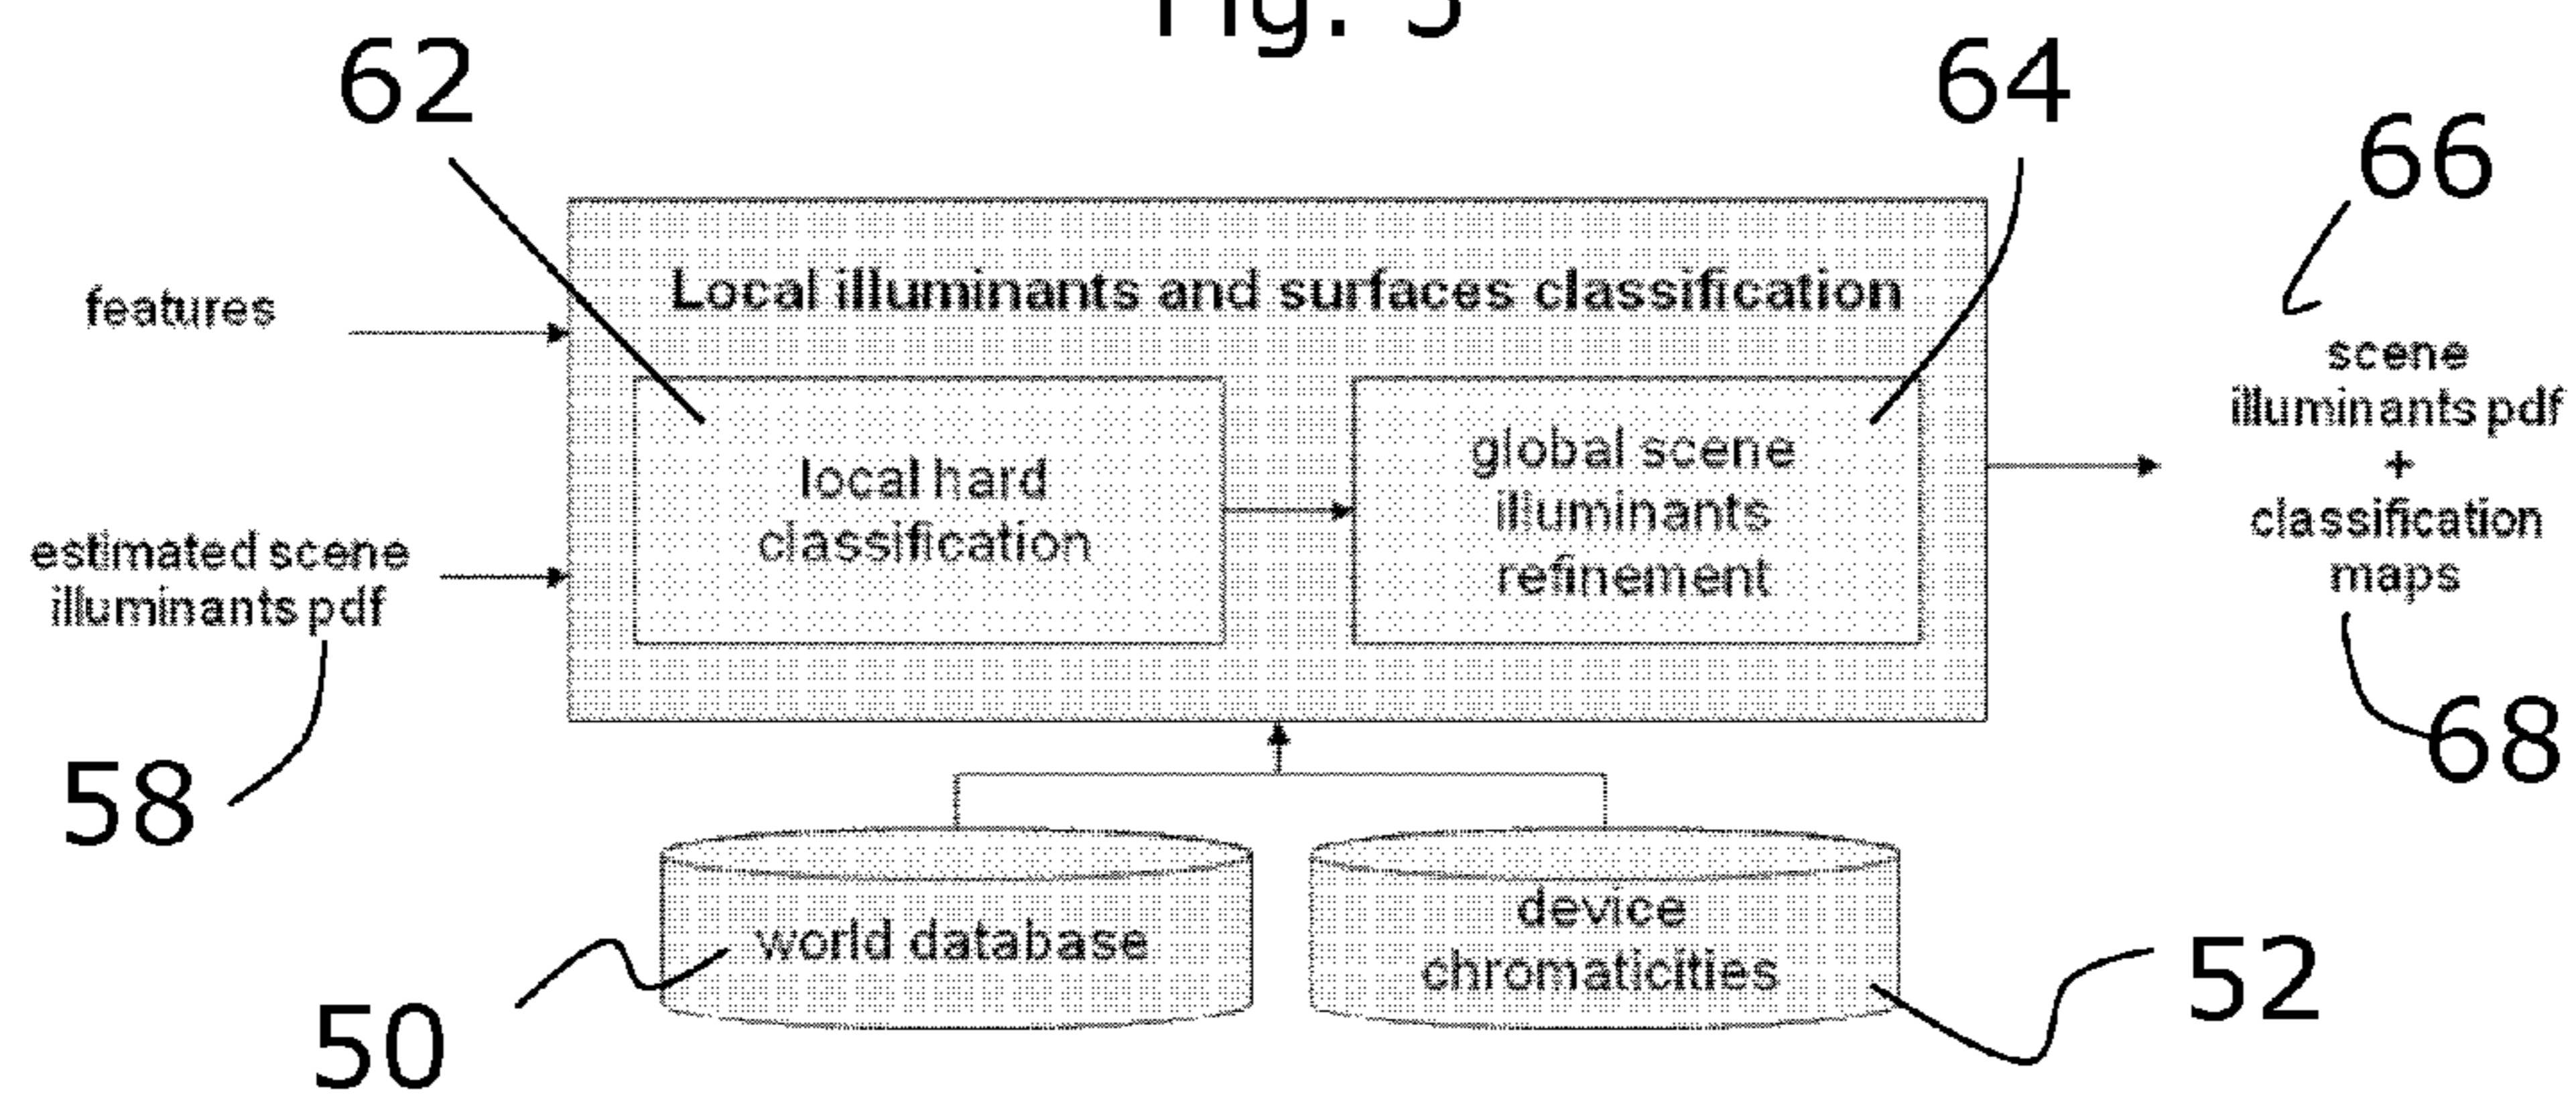 Fig. 5
62
64
66
features
Local illuminants and surfaces classification
scene
illuminants pdf
+
classification
maps
local hard
classification
global scene
illuminants
refinement
estimated scene
illuminants pdf
58
68
world database
device
chromaticities
50
52